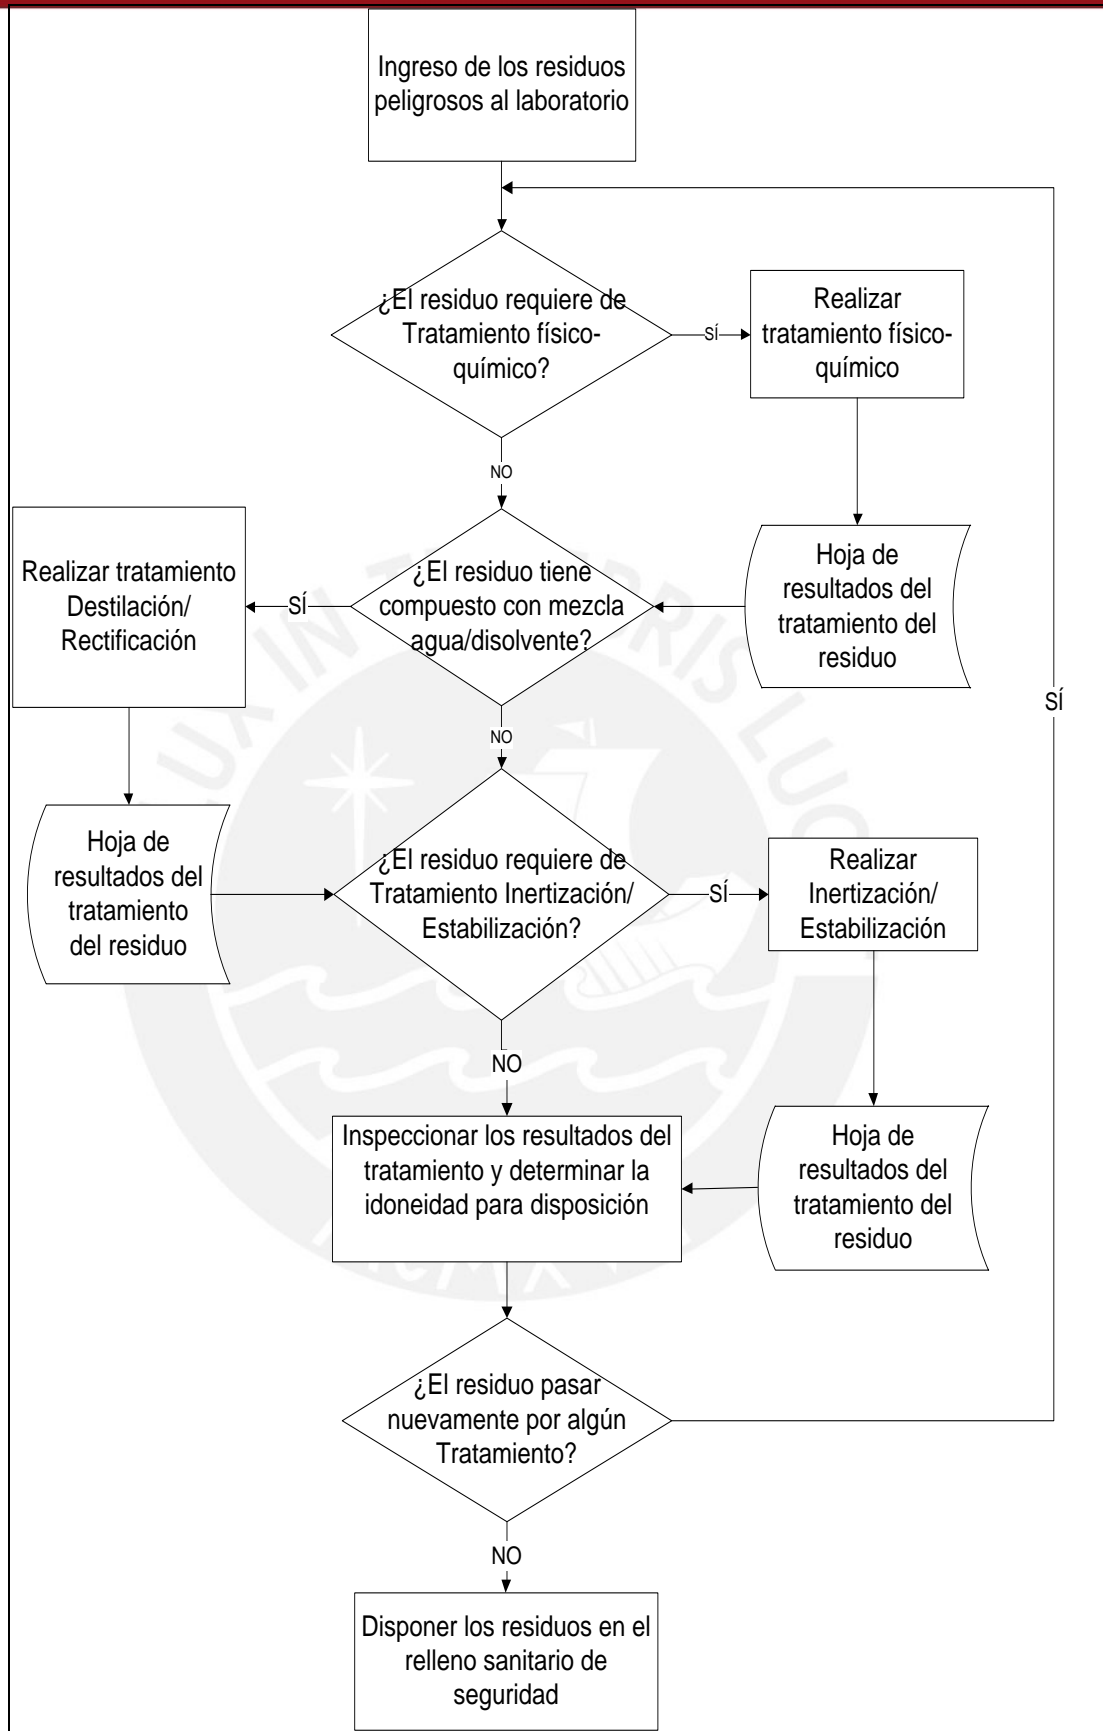 Ingreso de los residuos
peligrosos al laboratorio
¿El residuo requiere de
Tratamiento físico-
químico?
SÍ
Realizar
tratamiento físico-
químico
NO
Hoja de
resultados del
tratamiento del
residuo
¿El residuo tiene
compuesto con mezcla
agua/disolvente?
SÍ
Realizar tratamiento
Destilación/
Rectificación
NO
Hoja de
resultados del
tratamiento
del residuo
¿El residuo requiere de
Tratamiento Inertización/
Estabilización?
SÍ
Realizar
Inertización/
Estabilización
NO
Hoja de
resultados del
tratamiento del
residuo
Inspeccionar los resultados del
tratamiento y determinar la
idoneidad para disposición
¿El residuo pasar
nuevamente por algún
Tratamiento?
SÍ
NO
Disponer los residuos en el
relleno sanitario de
seguridad